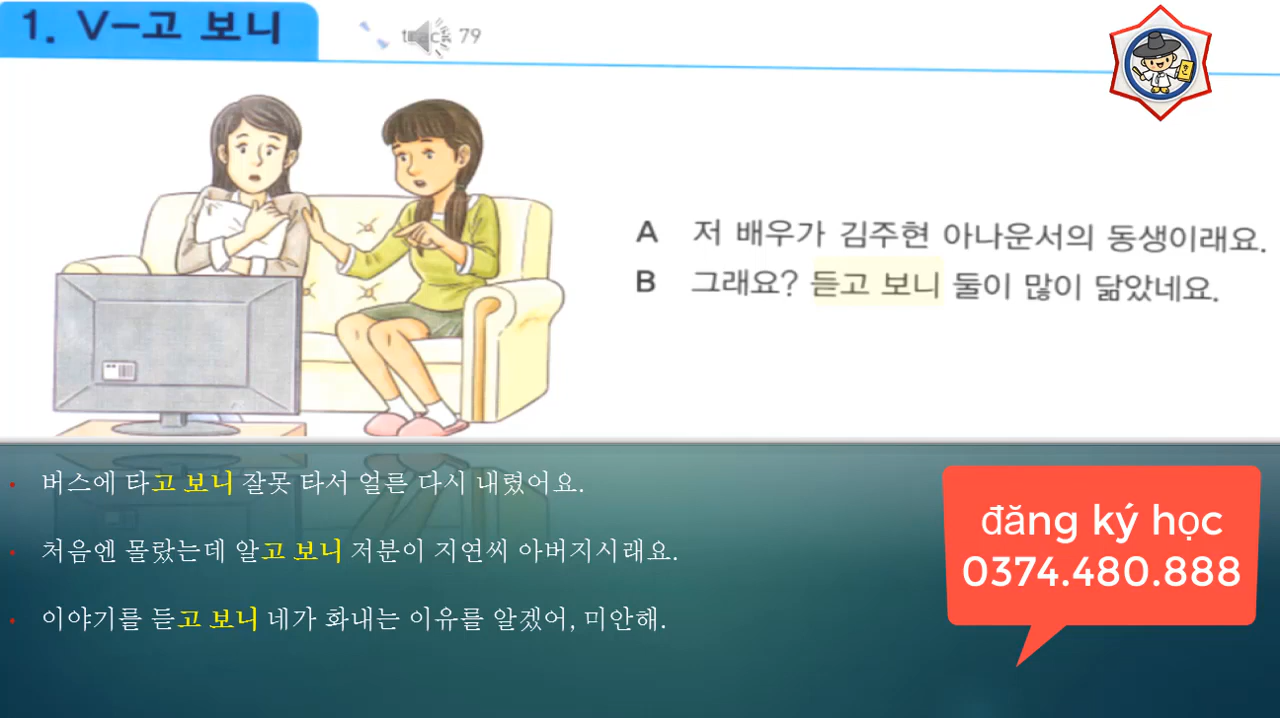 1. V-고 보니
79
A 저 배우가 김주현 아나운서의 동생이래요.
B 그래요? 듣고 보니 둘이 많이 닮았네요.
• 버스에 타고 보니 잘못 타서 얼른 다시 내렸어요.
• 처음엔 몰랐는데 알고 보니 저분이 지연씨 아버지시래요.
• 이야기를 듣고 보니 네가 화내는 이유를 알겠어, 미안해.
đăng ký học
0374.480.888